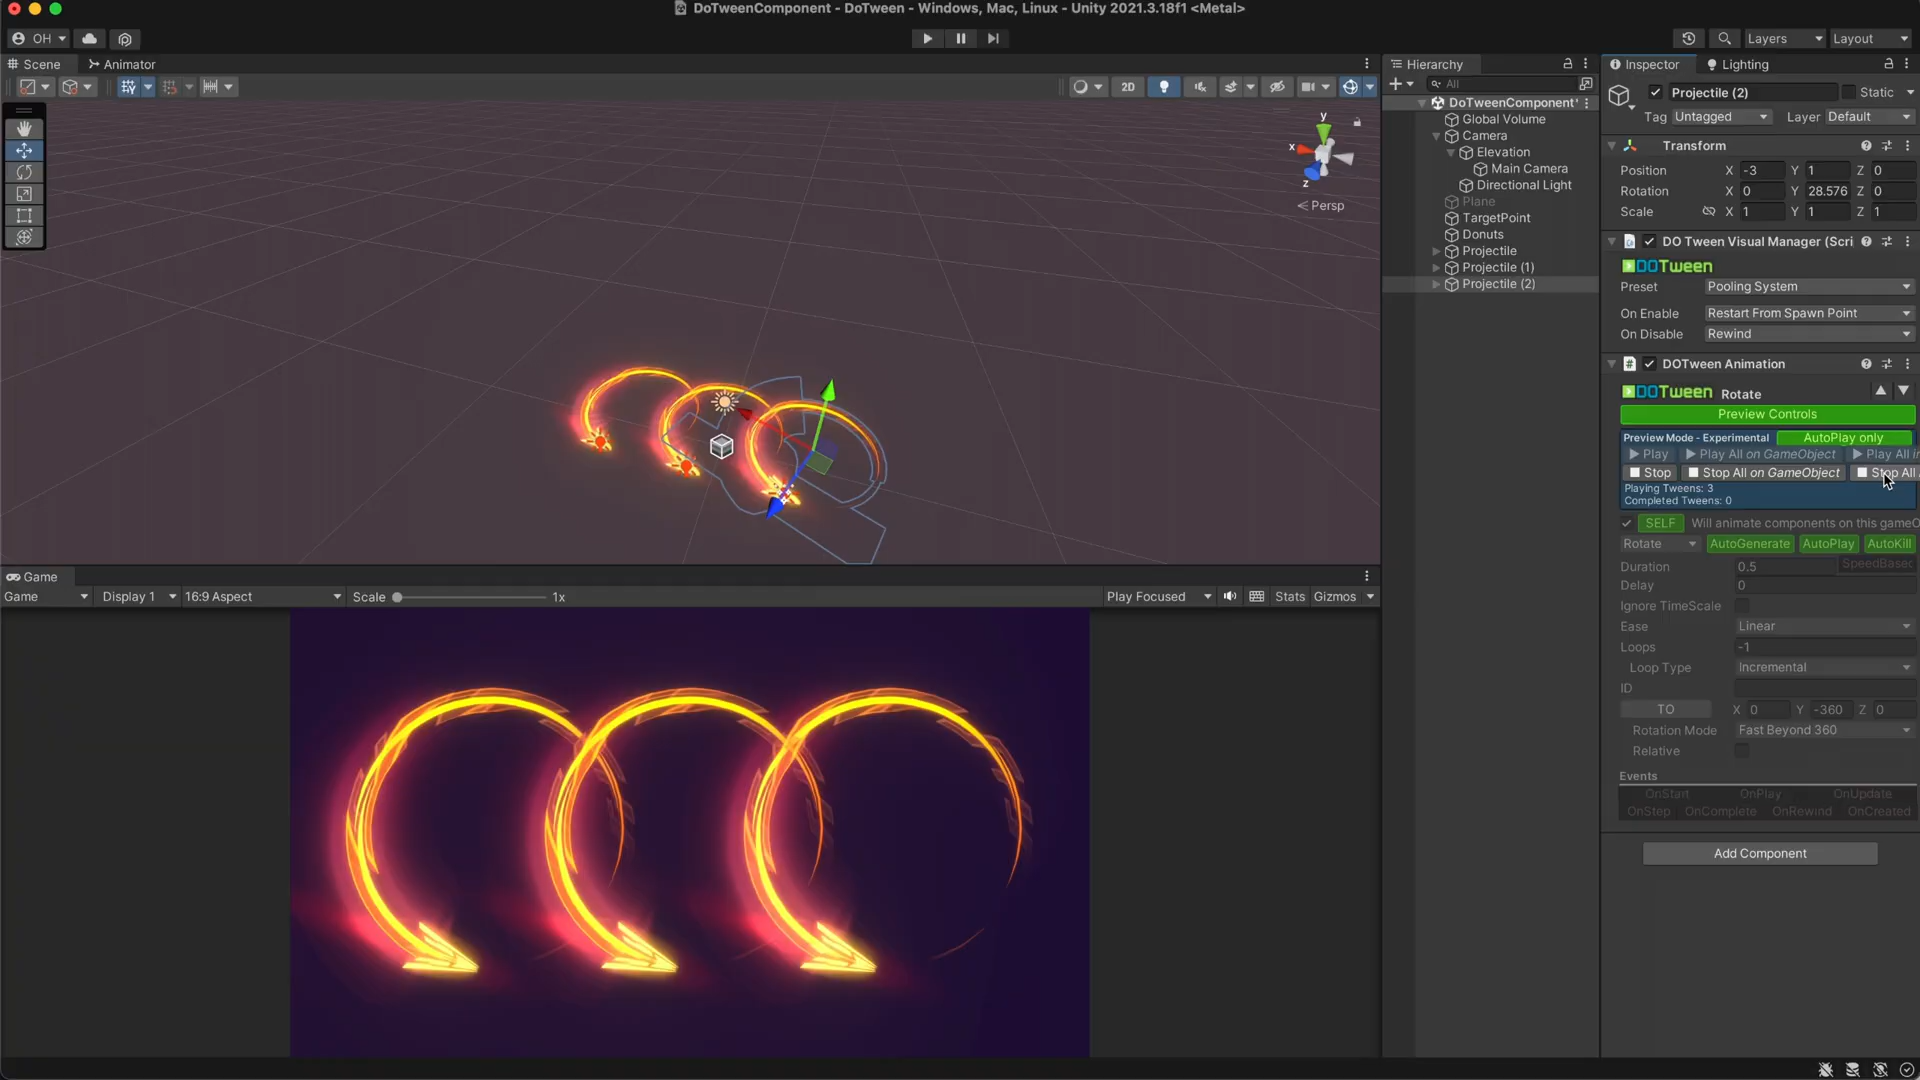 DoTweenComponent - DoTween - Windows, Mac, Linux - Unity 2021.3.18f1 <Metal>
OH
Layers
Layout
Scene
Animator
2D
y
x
z
Persp
Game
Game
Display 1
16:9 Aspect
Scale
1x
Play Focused
Stats
Gizmos
Hierarchy
All
DoTweenComponent*
Global Volume
Camera
Elevation
Main Camera
Directional Light
Plane
TargetPoint
Donuts
Projectile
Projectile (1)
Projectile (2)
Inspector
Lighting
Projectile (2)
Static
Tag Untagged
Layer Default
Transform
Position X -3 Y 1 Z 0
Rotation X 0 Y 28.576 Z 0
Scale X 1 Y 1 Z 1
DO Tween Visual Manager (Scri
DOTween
Preset Pooling System
On Enable Restart From Spawn Point
On Disable Rewind
DOTween Animation
DOTween Rotate
Preview Controls
Preview Mode - Experimental AutoPlay only
Play Play All on GameObject Play All in
Stop Stop All on GameObject Stop All
Playing Tweens: 3
Completed Tweens: 0
SELF Will animate components on this gameO
Rotate AutoGenerate AutoPlay AutoKill
Duration 0.5 SpeedBased
Delay 0
Ignore TimeScale
Ease Linear
Loops -1
Loop Type Incremental
ID
TO X 0 Y -360 Z 0
Rotation Mode Fast Beyond 360
Relative
Events
OnStart OnPlay OnUpdate
OnStep OnComplete OnRewind OnCreated
Add Component